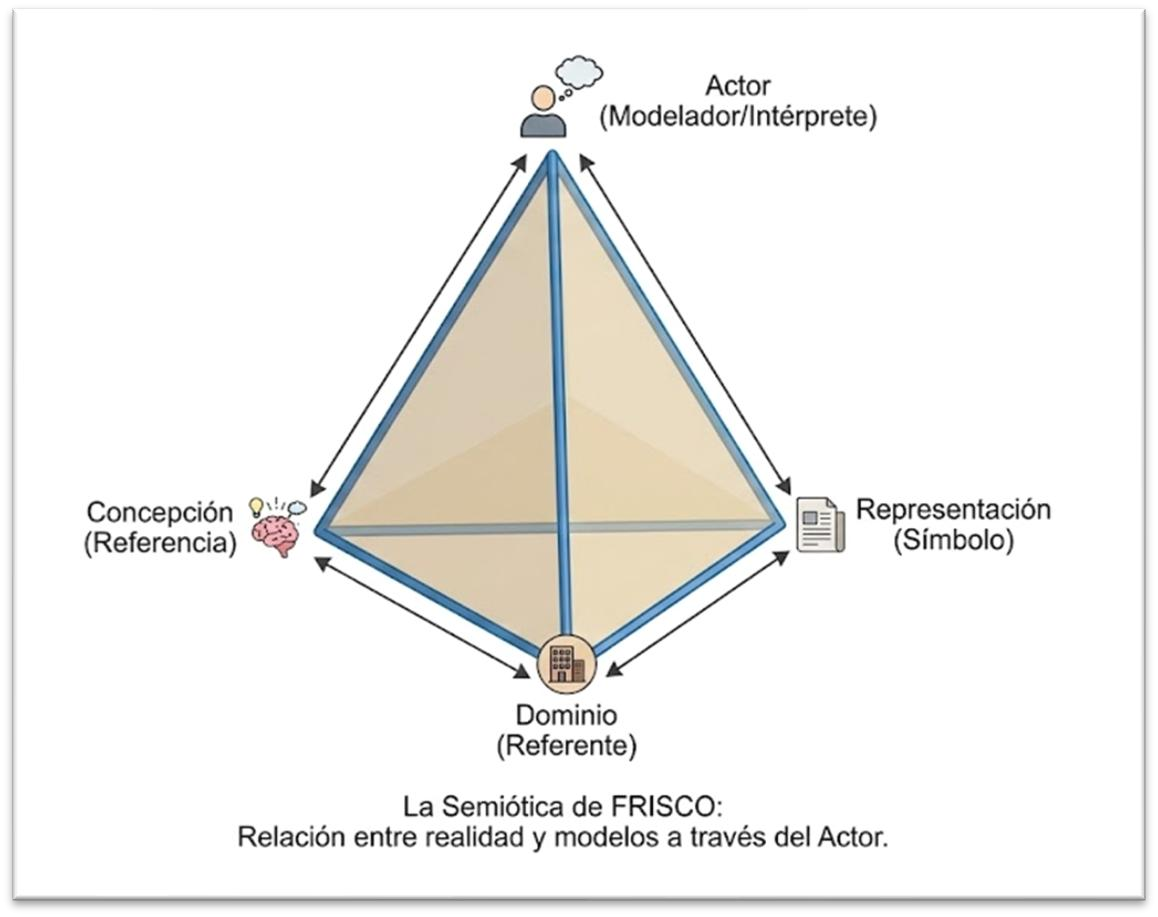 Actor
(Modelador/Intérprete)
Concepción
(Referencia)
Representación
(Símbolo)
Dominio
(Referente)
La Semiótica de FRISCO:
Relación entre realidad y modelos a través del Actor.